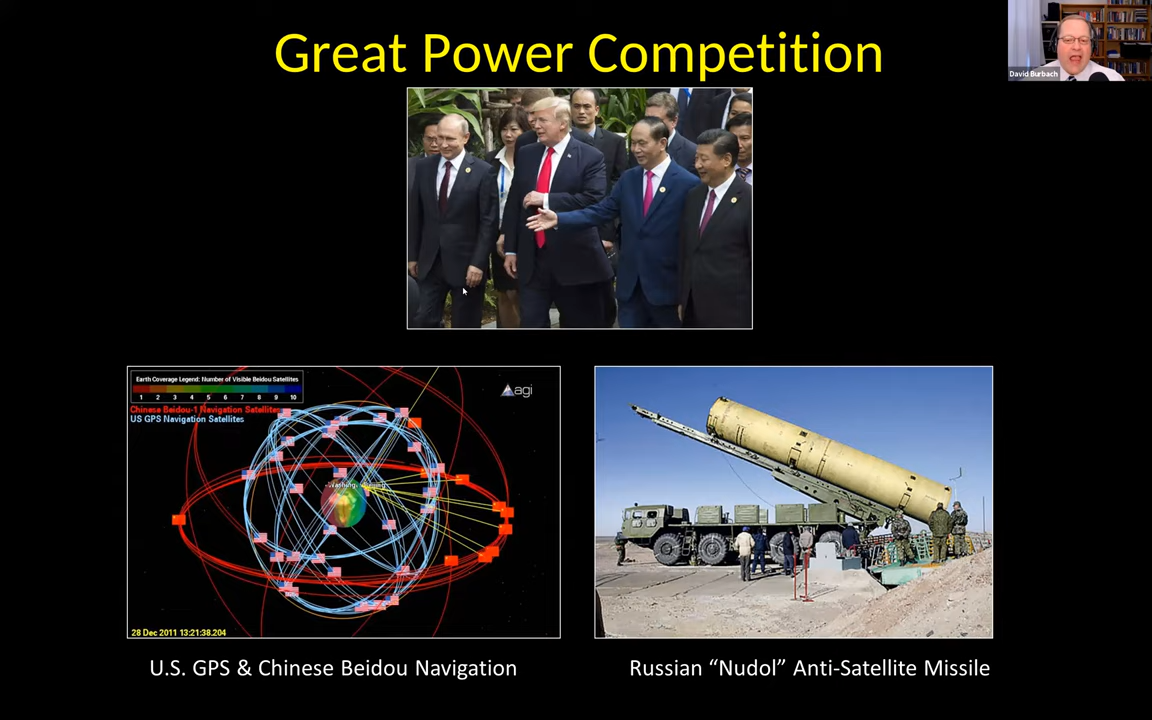 Great Power Competition
David Burbach
Earth Coverage Legend: Number of Visible Beidou Satellites
1 2 3 4 5 6 7 8 9 10
Chinese Beidou-1 Navigation Satellites
US GPS Navigation Satellites
agi
28 Dec 2011 13:21:38.204
U.S. GPS & Chinese Beidou Navigation
Russian “Nudol” Anti-Satellite Missile